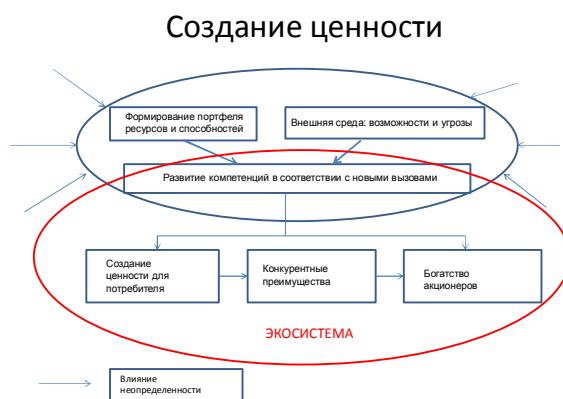 Создание ценности
Формирование портфеля
ресурсов и способностей
Внешняя среда: возможности и угрозы
Развитие компетенций в соответствии с новыми вызовами
Создание
ценности для
потребителя
Конкурентные
преимущества
Богатство
акционеров
ЭКОСИСТЕМА
Влияние
неопределенности